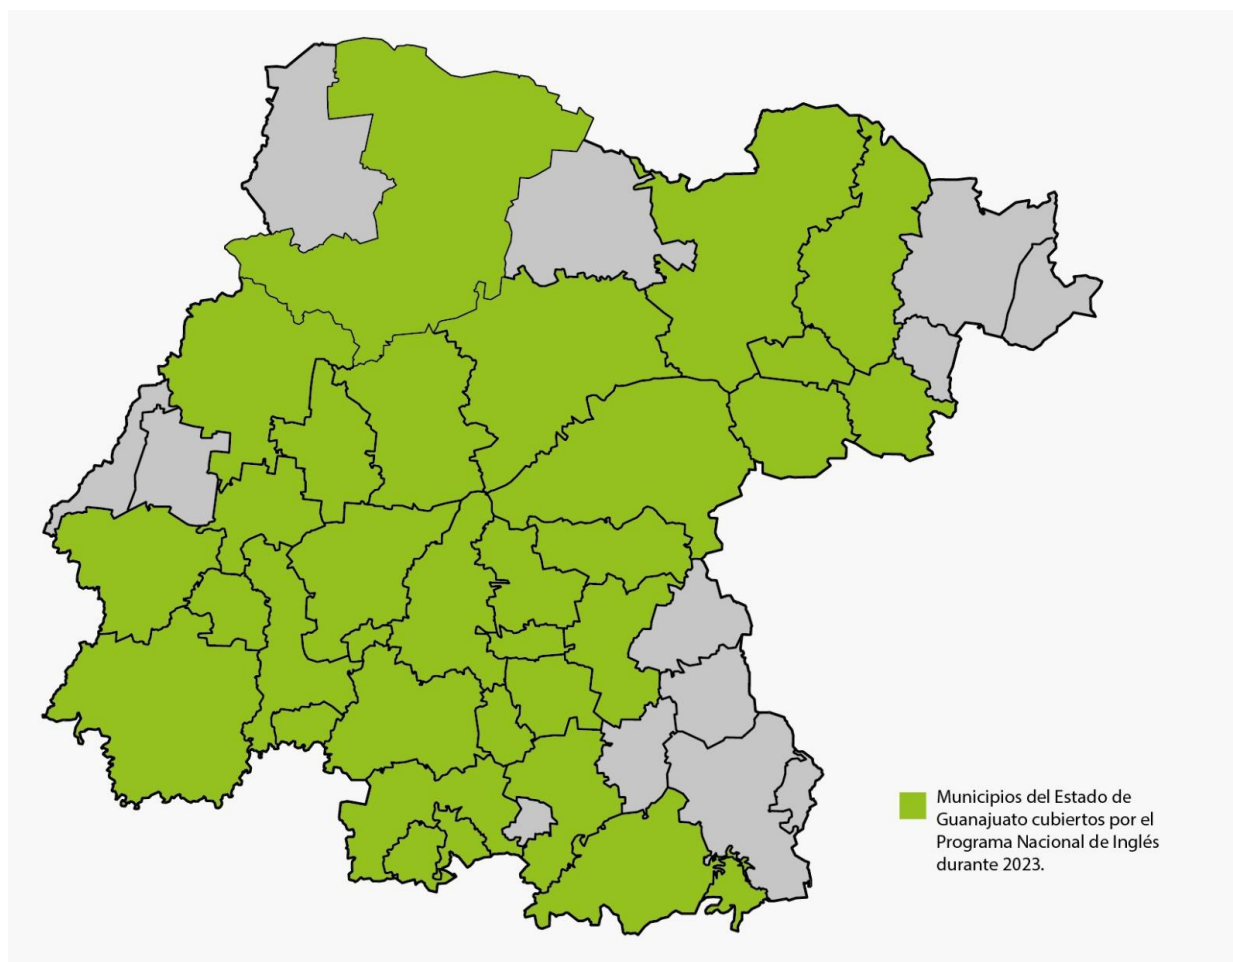 Municipios del Estado de
Guanajuato cubiertos por el
Programa Nacional de Inglés
durante 2023.